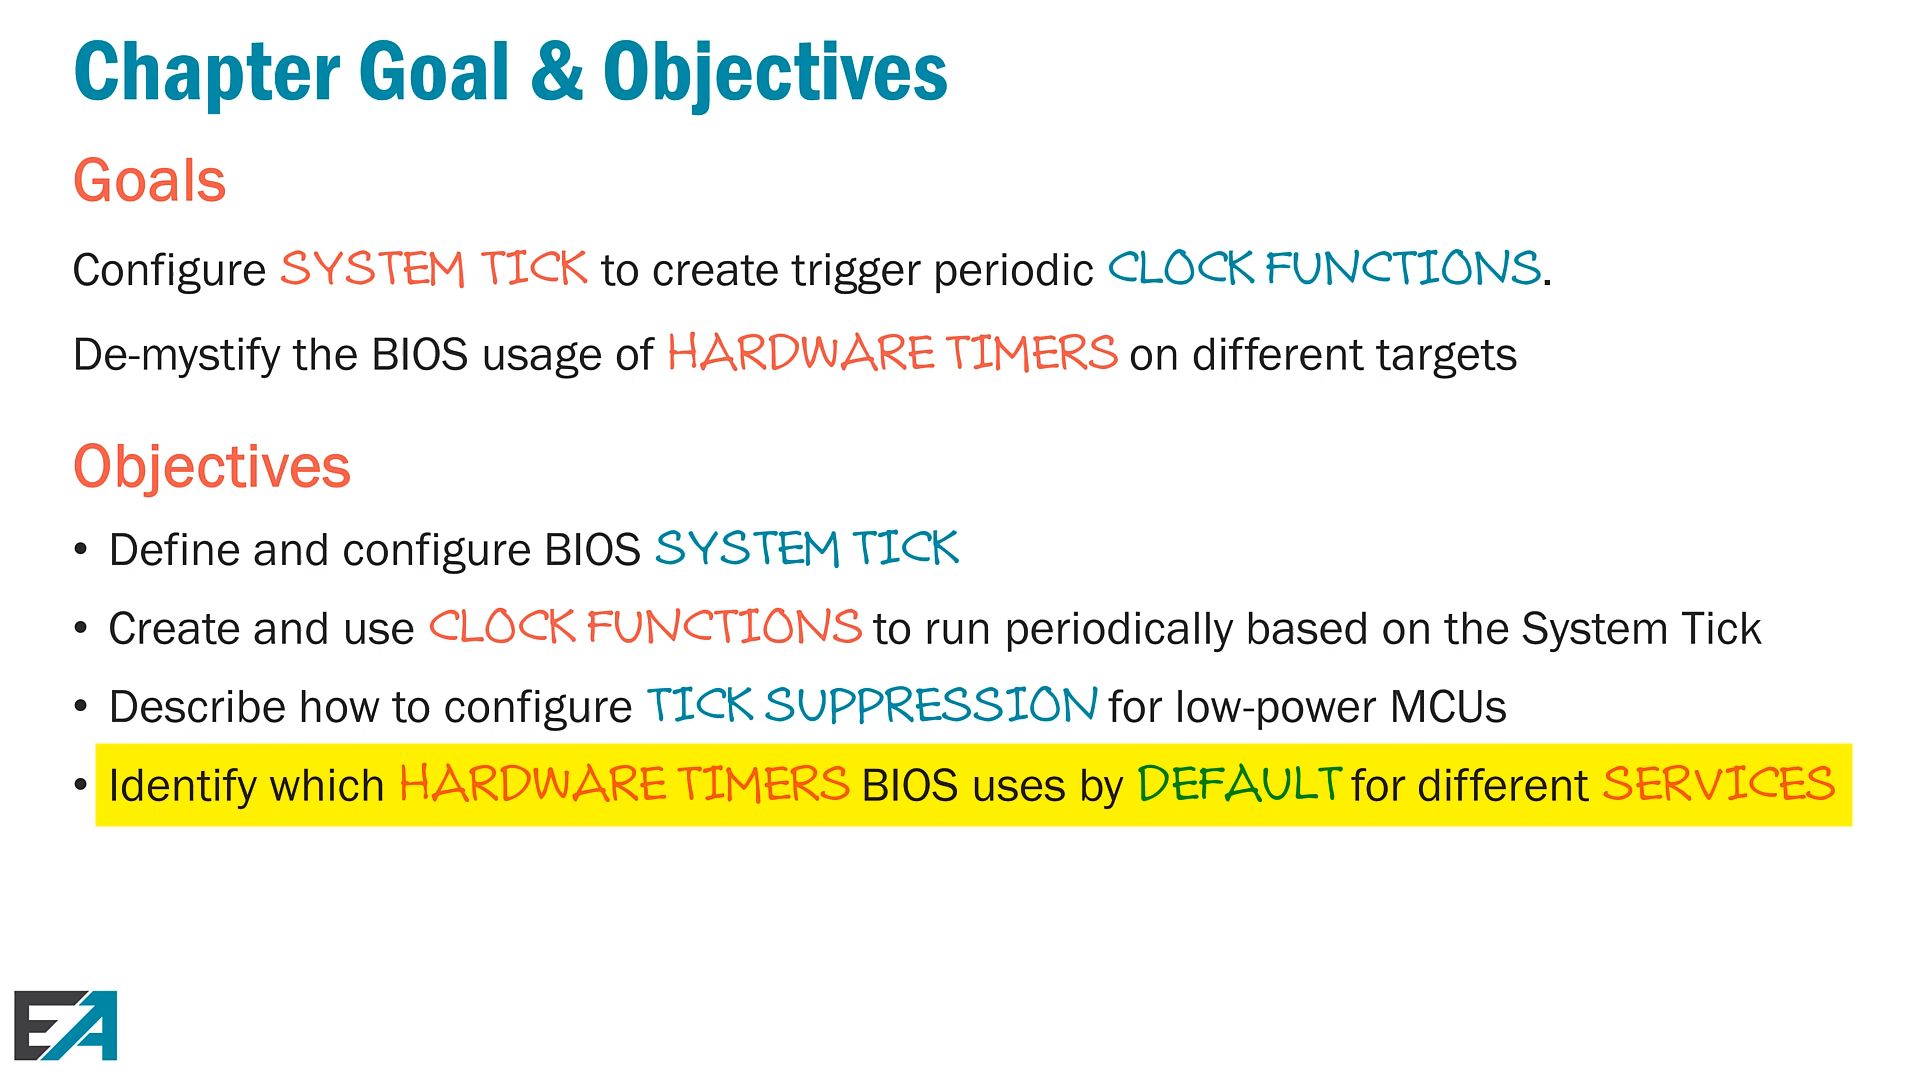 Chapter Goal & Objectives
Goals
Configure SYSTEM TICK to create trigger periodic CLOCK FUNCTIONS.
De-mystify the BIOS usage of HARDWARE TIMERS on different targets
Objectives
• Define and configure BIOS SYSTEM TICK
• Create and use CLOCK FUNCTIONS to run periodically based on the System Tick
• Describe how to configure TICK SUPPRESSION for low-power MCUs
• Identify which HARDWARE TIMERS BIOS uses by DEFAULT for different SERVICES
EA